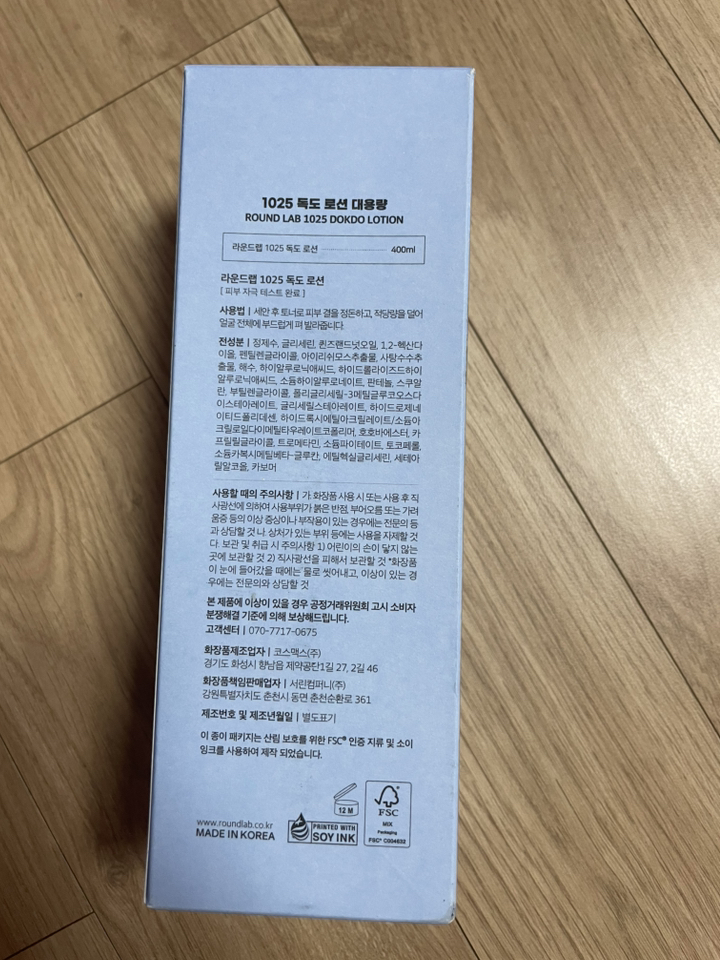 1025 독도 로션 대용량
ROUND LAB 1025 DOKDO LOTION
라운드랩 1025 독도 로션 400ml
라운드랩 1025 독도 로션
[ 피부 자극 테스트 완료 ]
사용법 | 세안 후 토너로 피부 결을 정돈하고, 적당량을 덜어
얼굴 전체에 부드럽게 펴 발라줍니다.
전성분 | 정제수, 글리세린, 퀸즈랜드넛오일, 1,2-헥산다
이올, 펜틸렌글라이콜, 아이리쉬모스추출물, 사탕수수추
출물, 해수, 하이알루로닉애씨드, 하이드롤라이즈드하이
알루로닉애씨드, 소듐하이알루로네이트, 판테놀, 스쿠알
란, 부틸렌글라이콜, 폴리글리세릴-3메틸글루코오스다
이스테아레이트, 글리세릴스테아레이트, 하이드로제네
이티드폴리데센, 하이드록시에틸아크릴레이트/소듐아
크릴로일다이메틸타우레이트코폴리머, 호호바에스터, 카
프릴릴글라이콜, 트로메타민, 소듐파이테이트, 토코페롤,
소듐카복시메틸베타-글루칸, 에틸헥실글리세린, 세테아
릴알코올, 카보머
사용할 때의 주의사항 | 가. 화장품 사용 시 또는 사용 후 직
사광선에 의하여 사용부위가 붉은 반점, 부어오름 또는 가려
움증 등의 이상 증상이나 부작용이 있는 경우에는 전문의 등
과 상담할 것 나. 상처가 있는 부위 등에는 사용을 자제할 것
다. 보관 및 취급 시 주의사항 1) 어린이의 손이 닿지 않는
곳에 보관할 것 2) 직사광선을 피해서 보관할 것 *화장품
이 눈에 들어갔을 때에는 물로 씻어내고, 이상이 있는 경
우에는 전문의와 상담할 것
본 제품에 이상이 있을 경우 공정거래위원회 고시 소비자
분쟁해결 기준에 의해 보상해드립니다.
고객센터 | 070-7717-0675
화장품제조업자 | 코스맥스(주)
경기도 화성시 향남읍 제약공단1길 27, 2길 46
화장품책임판매업자 | 서린컴퍼니(주)
강원특별자치도 춘천시 동면 춘천순환로 361
제조번호 및 제조년월일 | 별도표기
이 종이 패키지는 산림 보호를 위한 FSC® 인증 지류 및 소이
잉크를 사용하여 제작 되었습니다.
www.roundlab.co.kr
MADE IN KOREA
PRINTED WITH
SOY INK
12 M
FSC
MIX
Packaging
FSC® C004632